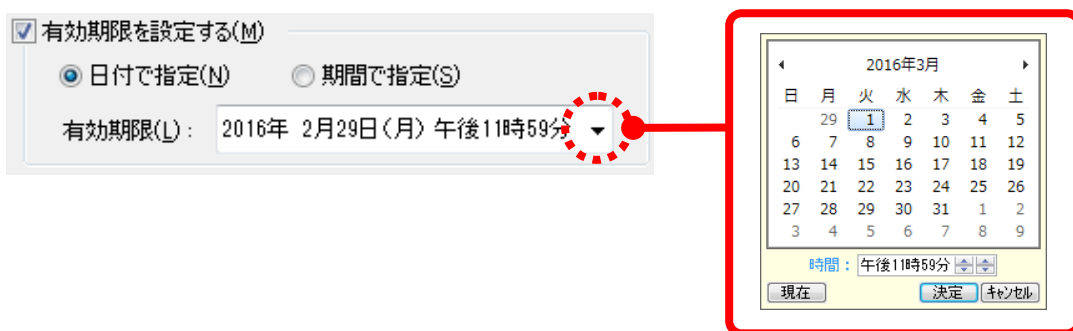 有効期限を設定する(M)
日付で指定(N) 期間で指定(S)
有効期限(L): 2016年 2月29日(月) 午後11時59分
2016年3月
日 月 火 水 木 金 土
29 1 2 3 4 5
6 7 8 9 10 11 12
13 14 15 16 17 18 19
20 21 22 23 24 25 26
27 28 29 30 31 1 2
3 4 5 6 7 8 9
時間: 午後11時59分
現在 決定 キャンセル